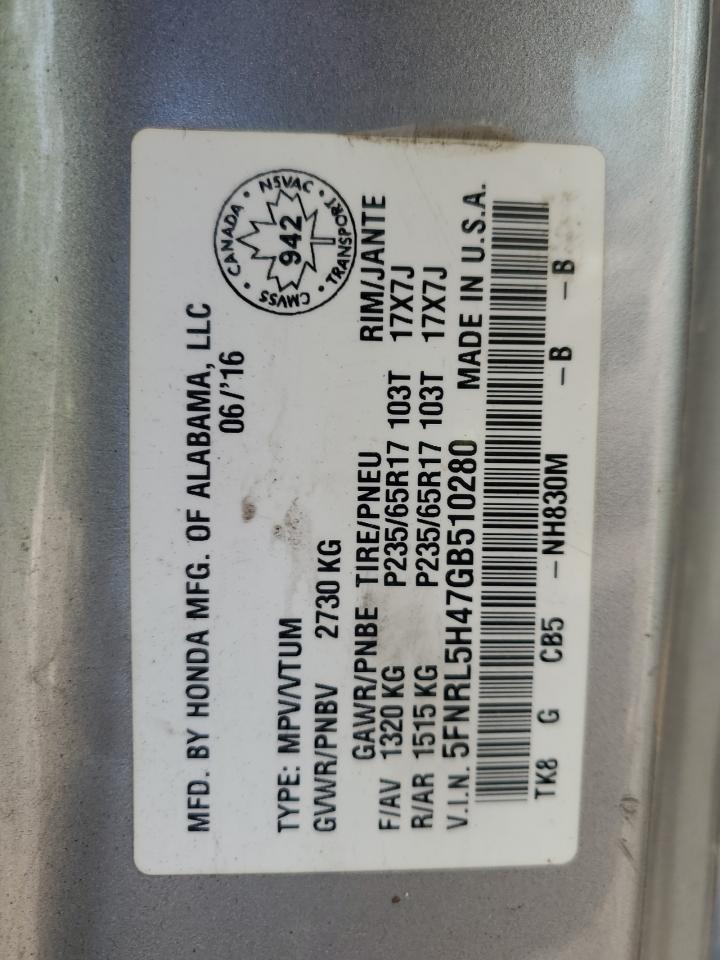 MFD. BY HONDA MFG. OF ALABAMA, LLC
06/'16
CANADA · NSVAC · TRANSPORT · CMVSS ·
942
TYPE: MPV/VTUM
GVWR/PNBV 2730 KG
GAWR/PNBE TIRE/PNEU RIM/JANTE
F/AV 1320 KG P235/65R17 103T 17X7J
R/AR 1515 KG P235/65R17 103T 17X7J
V.I.N. 5FNRL5H47GB510280 MADE IN U.S.A.
TK8 G CB5 -NH830M -B -B